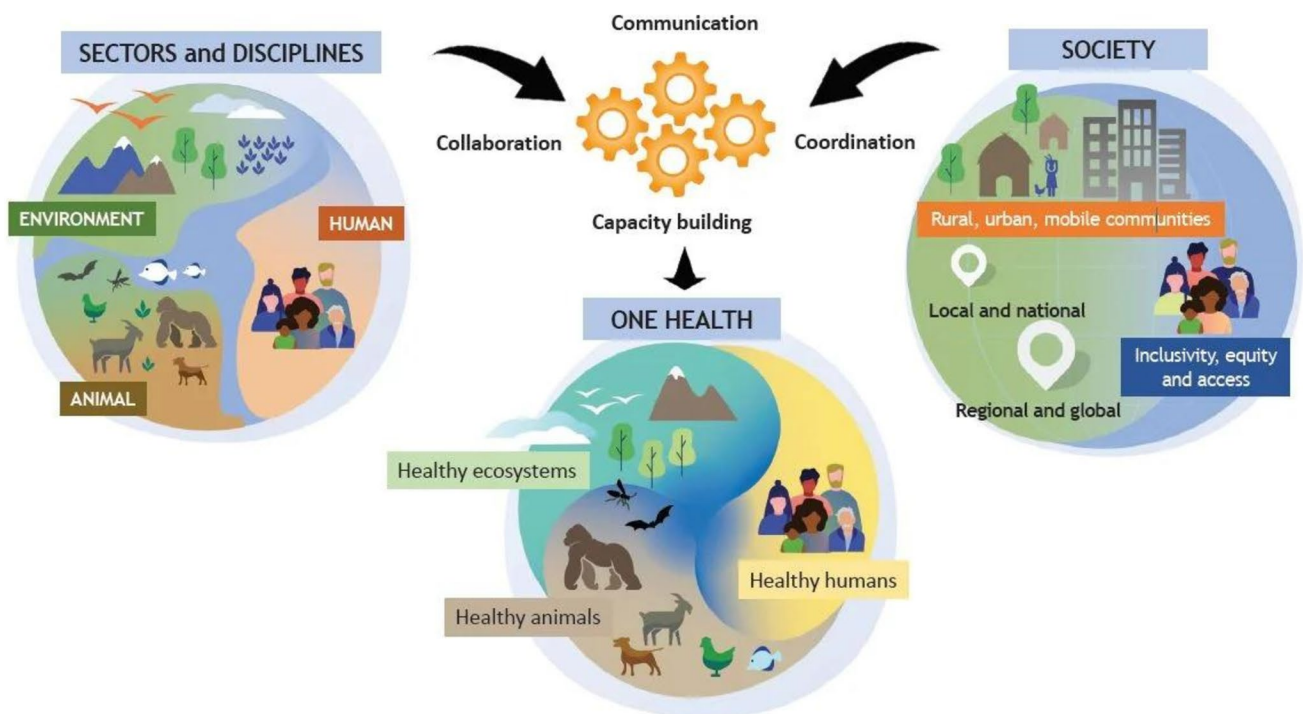 SECTORS and DISCIPLINES
ENVIRONMENT
HUMAN
ANIMAL
Communication
Collaboration
Coordination
Capacity building
SOCIETY
Rural, urban, mobile communities
Local and national
Inclusivity, equity
and access
Regional and global
ONE HEALTH
Healthy ecosystems
Healthy humans
Healthy animals